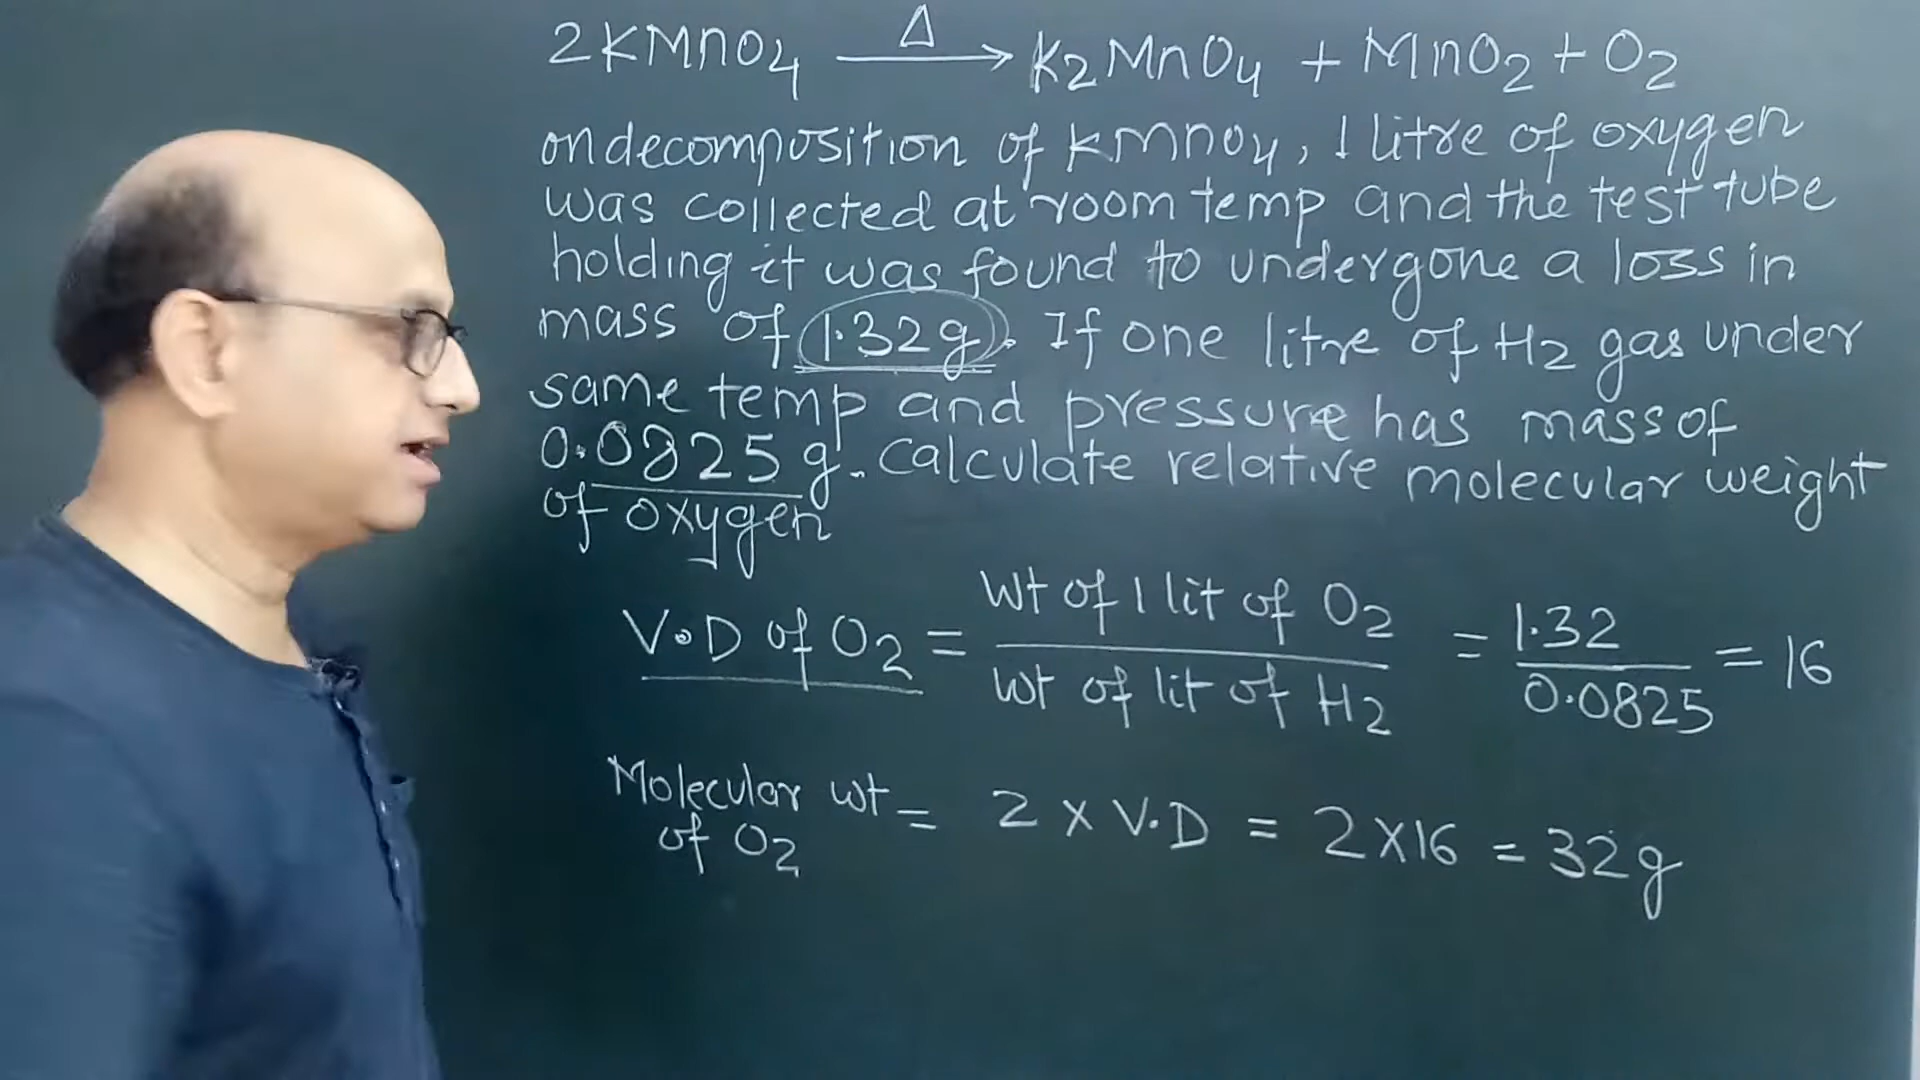 2KMnO4 Δ→ K2MnO4 + MnO2 + O2
on decomposition of KMnO4, 1 litre of oxygen
was collected at room temp and the test tube
holding it was found to undergone a loss in
mass of 1.32g. If one litre of H2 gas under
same temp and pressure has mass of
0.0825 g. Calculate relative molecular weight
of oxygen
V.D of O2 = Wt of 1 lit of O2 / wt of lit of H2 = 1.32 / 0.0825 = 16
Molecular wt of O2 = 2 x V.D = 2 x 16 = 32g